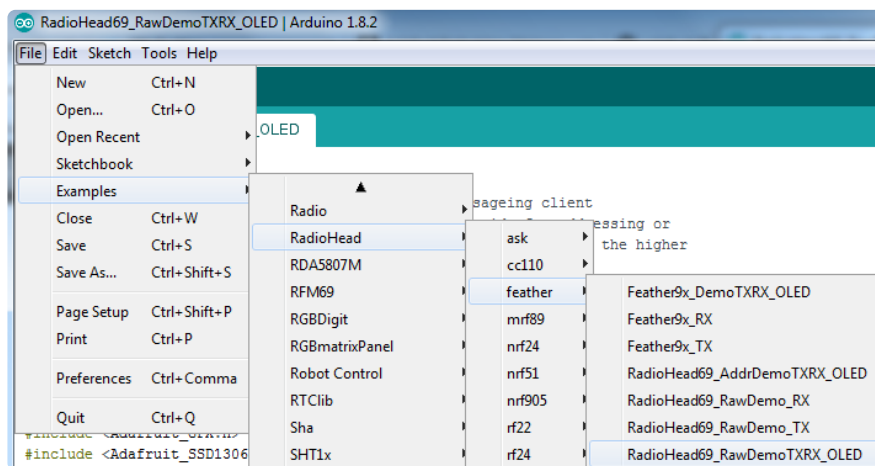 RadioHead69_RawDemoTXRX_OLED | Arduino 1.8.2
File Edit Sketch Tools Help
New Ctrl+N
Open... Ctrl+O
Open Recent
Sketchbook
Examples
Close Ctrl+W
Save Ctrl+S
Save As... Ctrl+Shift+S
Page Setup Ctrl+Shift+P
Print Ctrl+P
Preferences Ctrl+Comma
Quit Ctrl+Q
_OLED
Radio
RadioHead
RDA5807M
RFM69
RGBDigit
RGBmatrixPanel
Robot Control
RTClib
Sha
SHT1x
sageing client
essing or
the higher
ask
cc110
feather
mrf89
nrf24
nrf51
nrf905
rf22
rf24
Feather9x_DemoTXRX_OLED
Feather9x_RX
Feather9x_TX
RadioHead69_AddrDemoTXRX_OLED
RadioHead69_RawDemo_RX
RadioHead69_RawDemo_TX
RadioHead69_RawDemoTXRX_OLED
#include <Adafruit_GFX.h>
#include <Adafruit_SSD1306